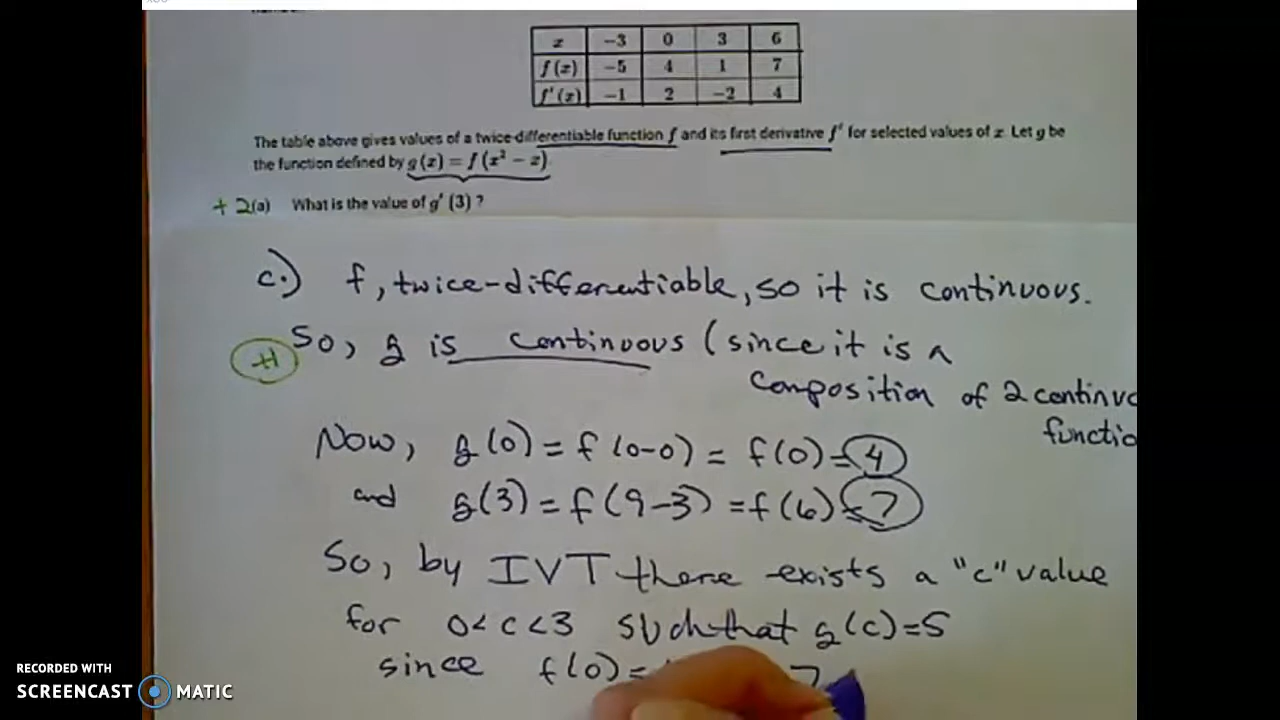 x -3 0 3 6
f(x) -5 4 1 7
f'(x) -1 2 -2 4
The table above gives values of a twice-differentiable function f and its first derivative f' for selected values of x. Let g be
the function defined by g(x) = f(x² - x)
+2 (a) What is the value of g'(3)?
c.) f, twice-differentiable, so it is continuous.
+1 So, g is continuous (since it is a
composition of 2 continuo
functio
Now, g(0) = f(0-0) = f(0) = 4
and g(3) = f(9-3) = f(6) = 7
So, by IVT there exists a "c" value
for 0 < c < 3 such that g(c) = 5
since f(0) = 7
RECORDED WITH
SCREENCAST MATIC